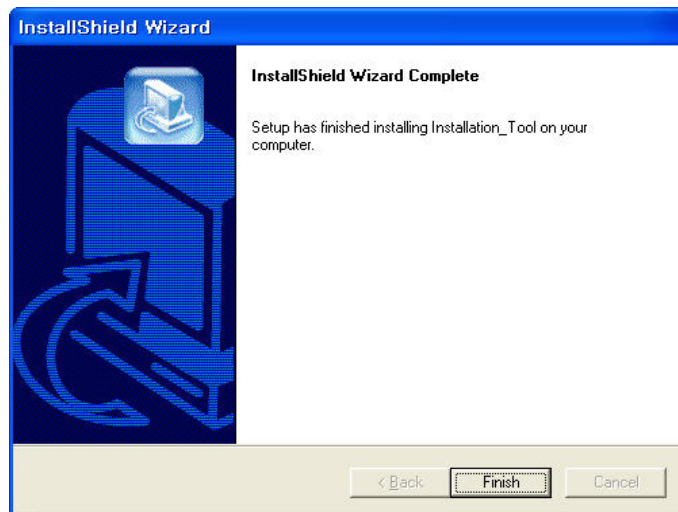 InstallShield Wizard
InstallShield Wizard Complete
Setup has finished installing Installation_Tool on your
computer.
< Back
Finish
Cancel